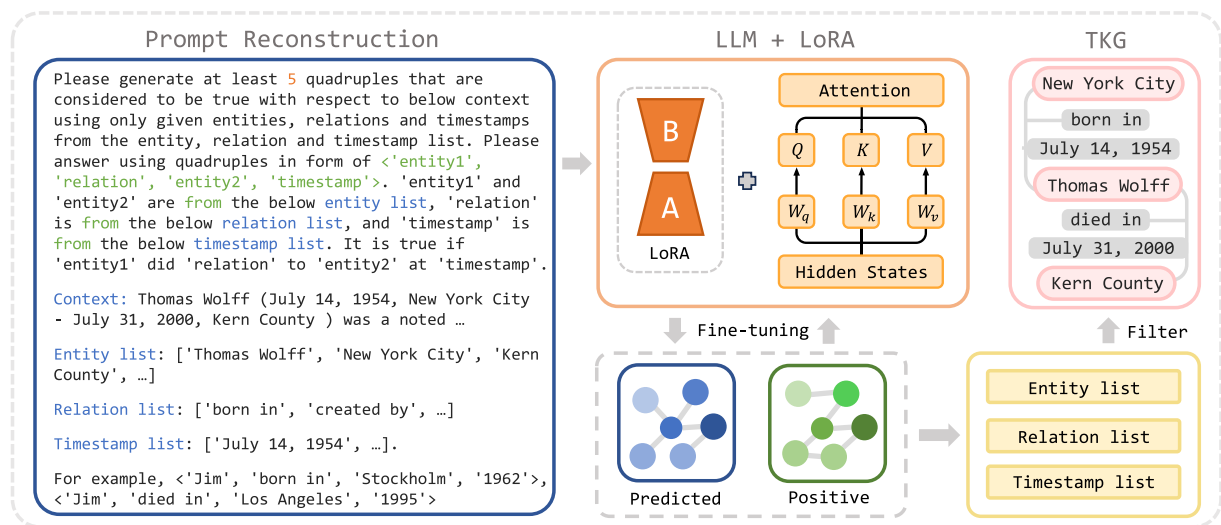 Prompt Reconstruction
Please generate at least 5 quadruples that are
considered to be true with respect to below context
using only given entities, relations and timestamps
from the entity, relation and timestamp list. Please
answer using quadruples in form of <'entity1',
'relation', 'entity2', 'timestamp'>. 'entity1' and
'entity2' are from the below entity list, 'relation'
is from the below relation list, and 'timestamp' is
from the below timestamp list. It is true if
'entity1' did 'relation' to 'entity2' at 'timestamp'.
Context: Thomas Wolff (July 14, 1954, New York City
- July 31, 2000, Kern County ) was a noted …
Entity list: ['Thomas Wolff', 'New York City', 'Kern
County', …]
Relation list: ['born in', 'created by', …]
Timestamp list: ['July 14, 1954', …].
For example, <'Jim', 'born in', 'Stockholm', '1962'>,
<'Jim', 'died in', 'Los Angeles', '1995'>
LLM + LoRA
B
A
LoRA
Attention
Q K V
W_q W_k W_v
Hidden States
Fine-tuning
Predicted
Positive
TKG
New York City
born in
July 14, 1954
Thomas Wolff
died in
July 31, 2000
Kern County
Filter
Entity list
Relation list
Timestamp list